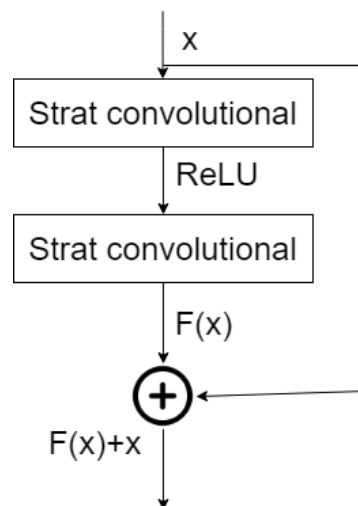 x
Strat convolutional
ReLU
Strat convolutional
F(x)
+
F(x)+x